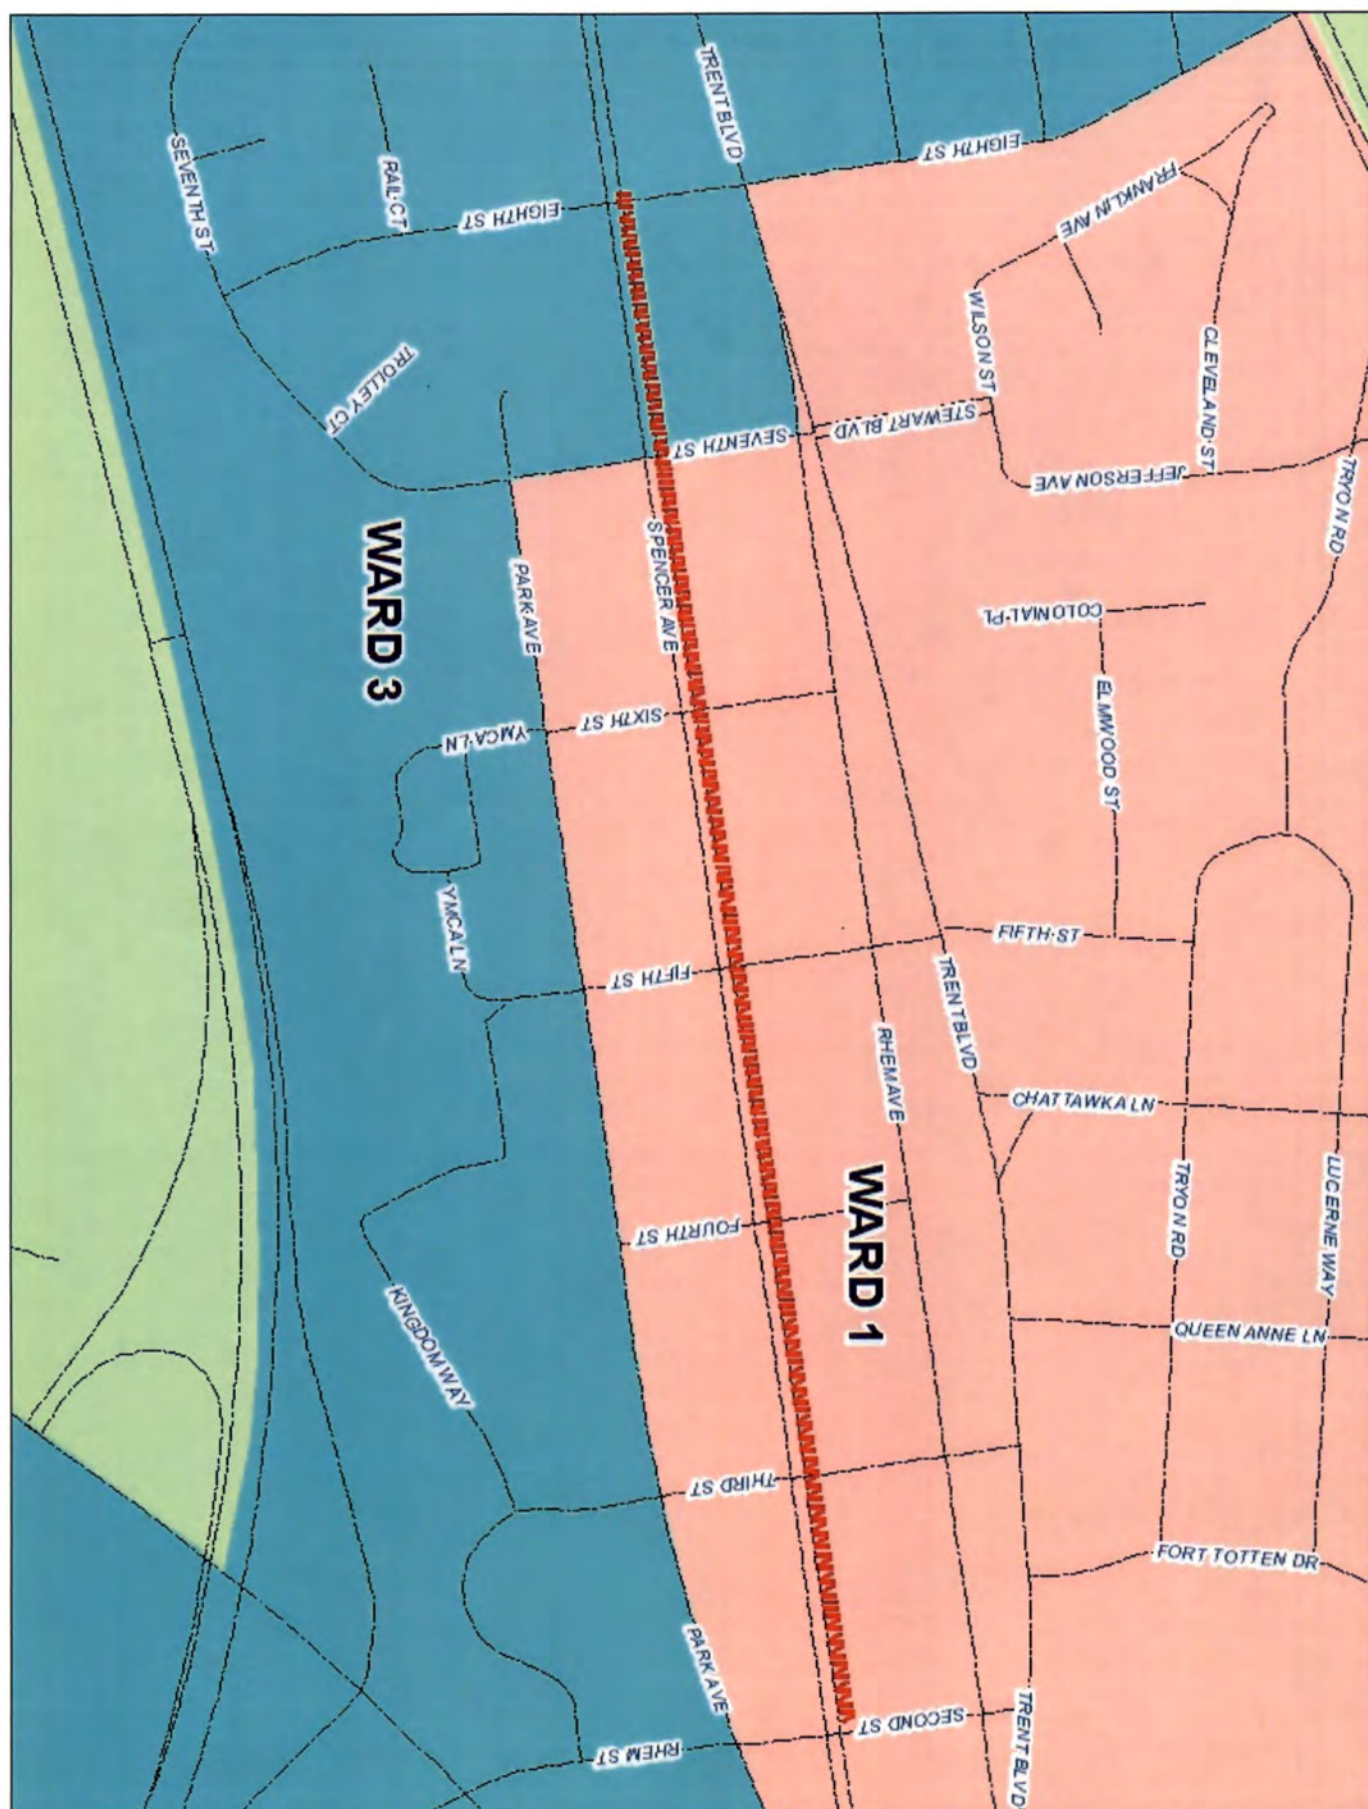 TRENT BLVD
EIGHTH ST
SEVENTH ST
RAIL CT
EIGHTH ST
FRANKLIN AVE
WILSON ST
CLEVELAND ST
TROLLEY CT
STEWART BLVD
SEVENTH ST
JEFFERSON AVE
TRYON RD
WARD 3
SPENCER AVE
PARK AVE
COLONIAL PL
ELMWOOD ST
SIXTH ST
YMCA LN
YMCA LN
FIFTH ST
FIFTH ST
TRENT BLVD
RHEM AVE
CHATTAWKA LN
WARD 1
TRYON RD
LUCERNE WAY
FOURTH ST
KINGDOM WAY
QUEEN ANNE LN
THIRD ST
FORT TOTTEN DR
PARK AVE
SECOND ST
TRENT BLVD
RHEM ST